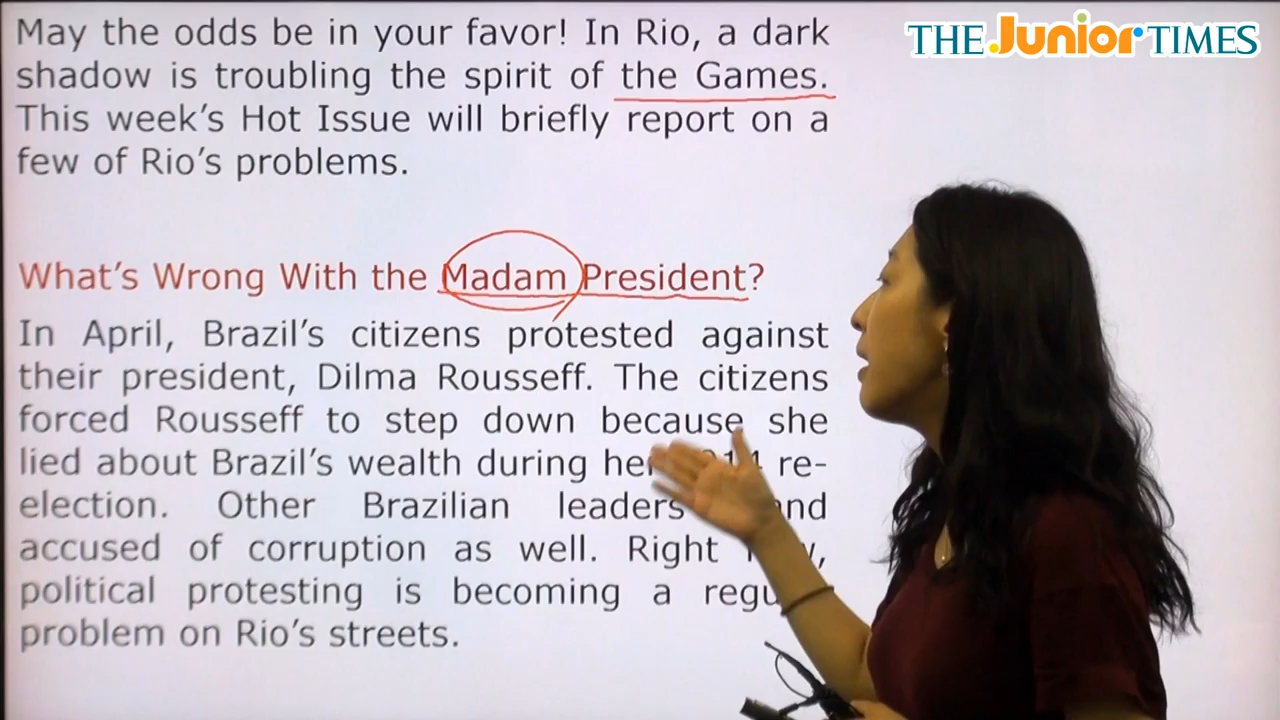 THE Junior TIMES
May the odds be in your favor! In Rio, a dark
shadow is troubling the spirit of the Games.
This week's Hot Issue will briefly report on a
few of Rio's problems.
What's Wrong With the Madam President?
In April, Brazil's citizens protested against
their president, Dilma Rousseff. The citizens
forced Rousseff to step down because she
lied about Brazil's wealth during her 2014 re-
election. Other Brazilian leaders
accused of corruption as well. Right
political protesting is becoming a
problem on Rio's streets.